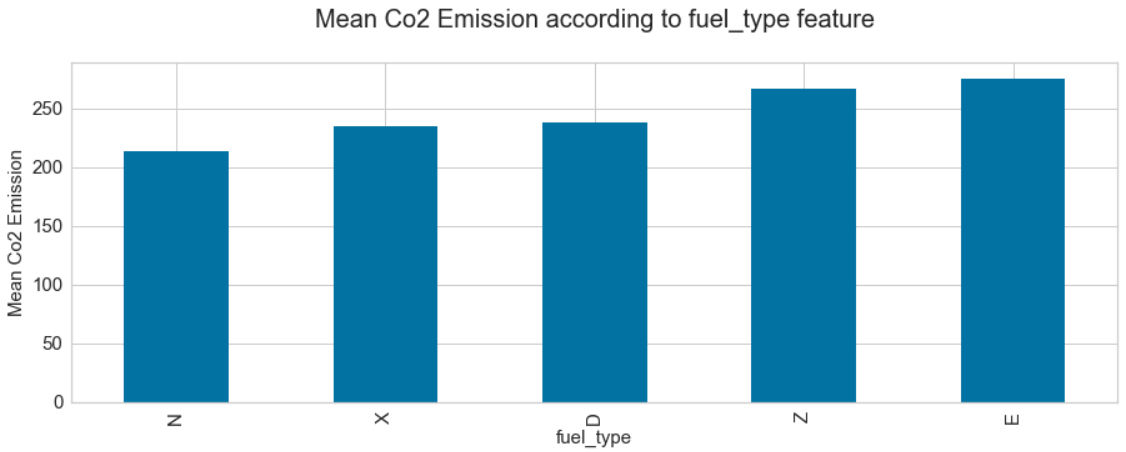 Mean Co2 Emission according to fuel_type feature
Mean Co2 Emission
250
200
150
100
50
0
N
X
D
Z
E
fuel_type